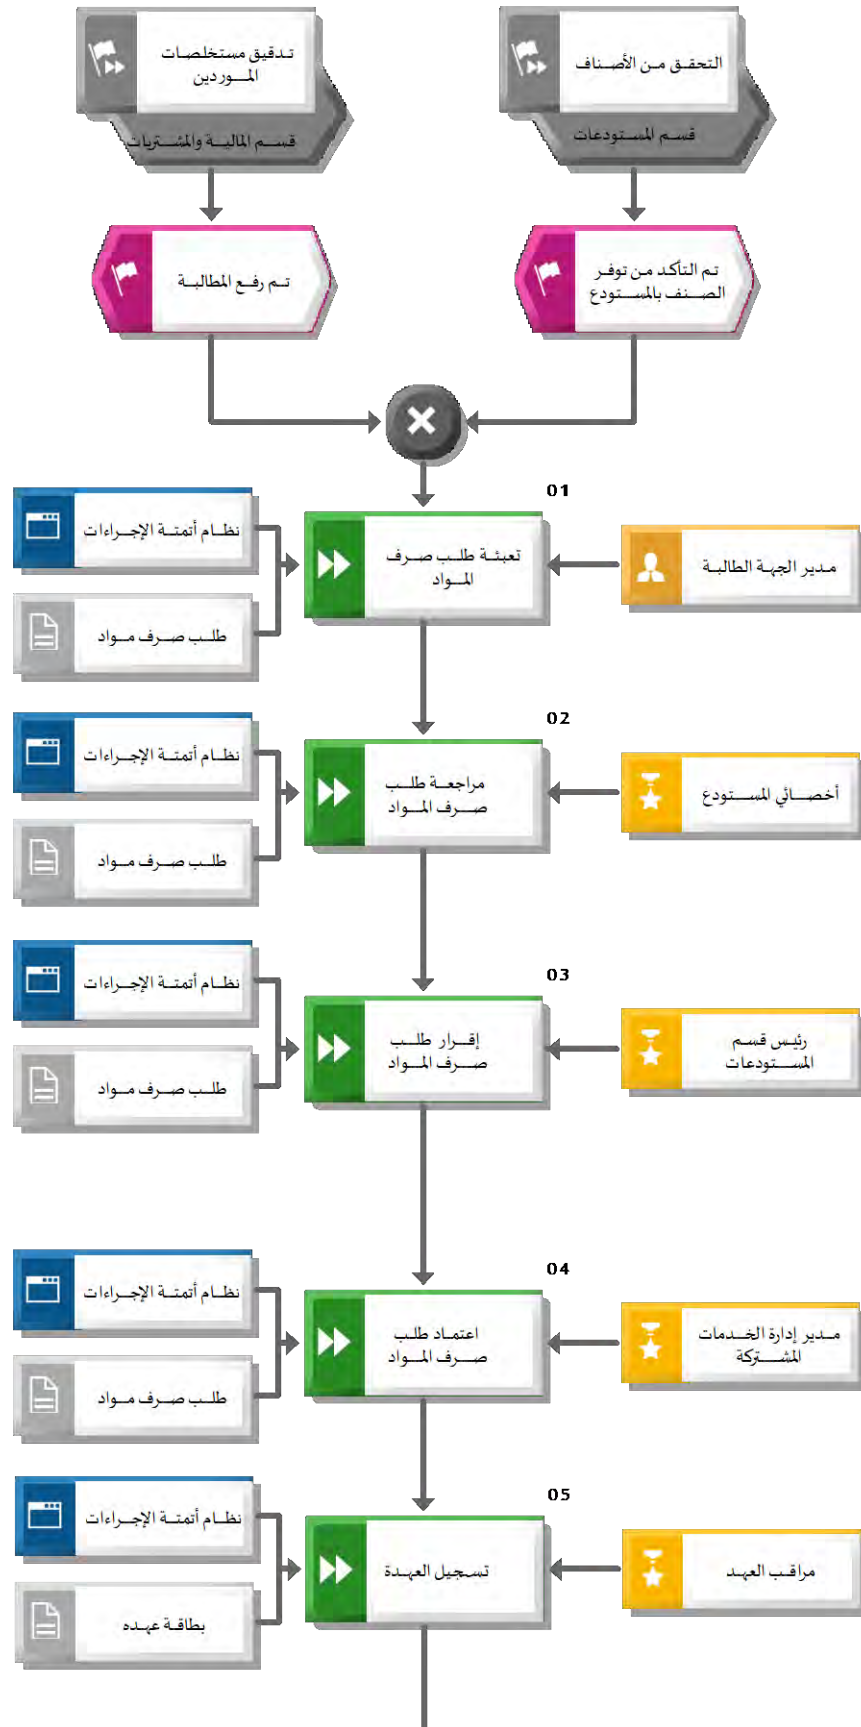 التحقق من الأصناف
قسم المستودعات
تدقيق مستخلصات
الموردين
قسم المالية والمشتريات
تم التأكد من توفر
الصنف بالمستودع
تم رفع المطالبة
01
مدير الجهة الطالبة
تعبئة طلب صرف
المواد
نظام أتمتة الإجراءات
طلب صرف مواد
02
أخصائي المستودع
مراجعة طلب
صرف المواد
نظام أتمتة الإجراءات
طلب صرف مواد
03
رئيس قسم
المستودعات
إقرار طلب
صرف المواد
نظام أتمتة الإجراءات
طلب صرف مواد
04
مدير إدارة الخدمات
المشتركة
اعتماد طلب
صرف المواد
نظام أتمتة الإجراءات
طلب صرف مواد
05
مراقب العهد
تسجيل العهدة
نظام أتمتة الإجراءات
بطاقة عهده